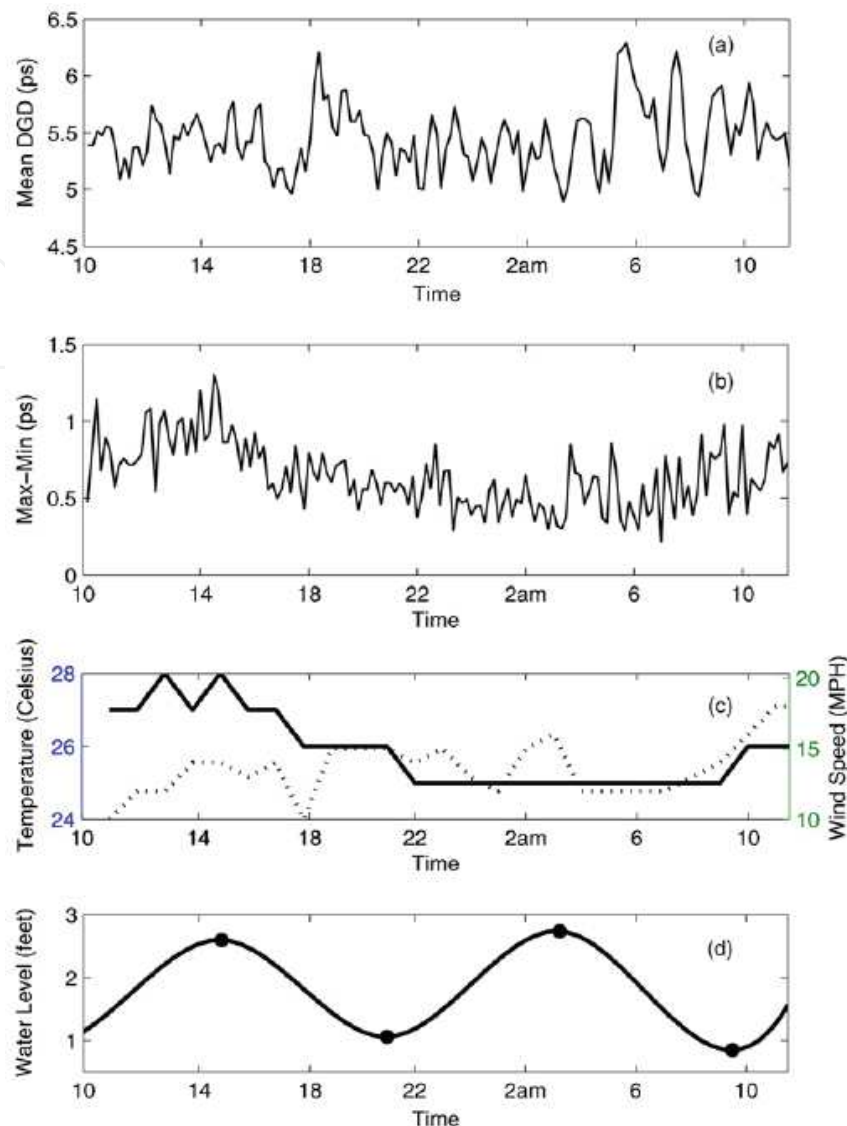 6.5
6
5.5
5
4.5
Mean DGD (ps)
(a)
10 14 18 22 2am 6 10
Time
1.5
1
0.5
0
Max–Min (ps)
(b)
10 14 18 22 2am 6 10
Time
28
26
24
Temperature (Celsius)
(c)
20
15
10
Wind Speed (MPH)
10 14 18 22 2am 6 10
Time
3
2
1
Water Level (feet)
(d)
10 14 18 22 2am 6 10
Time